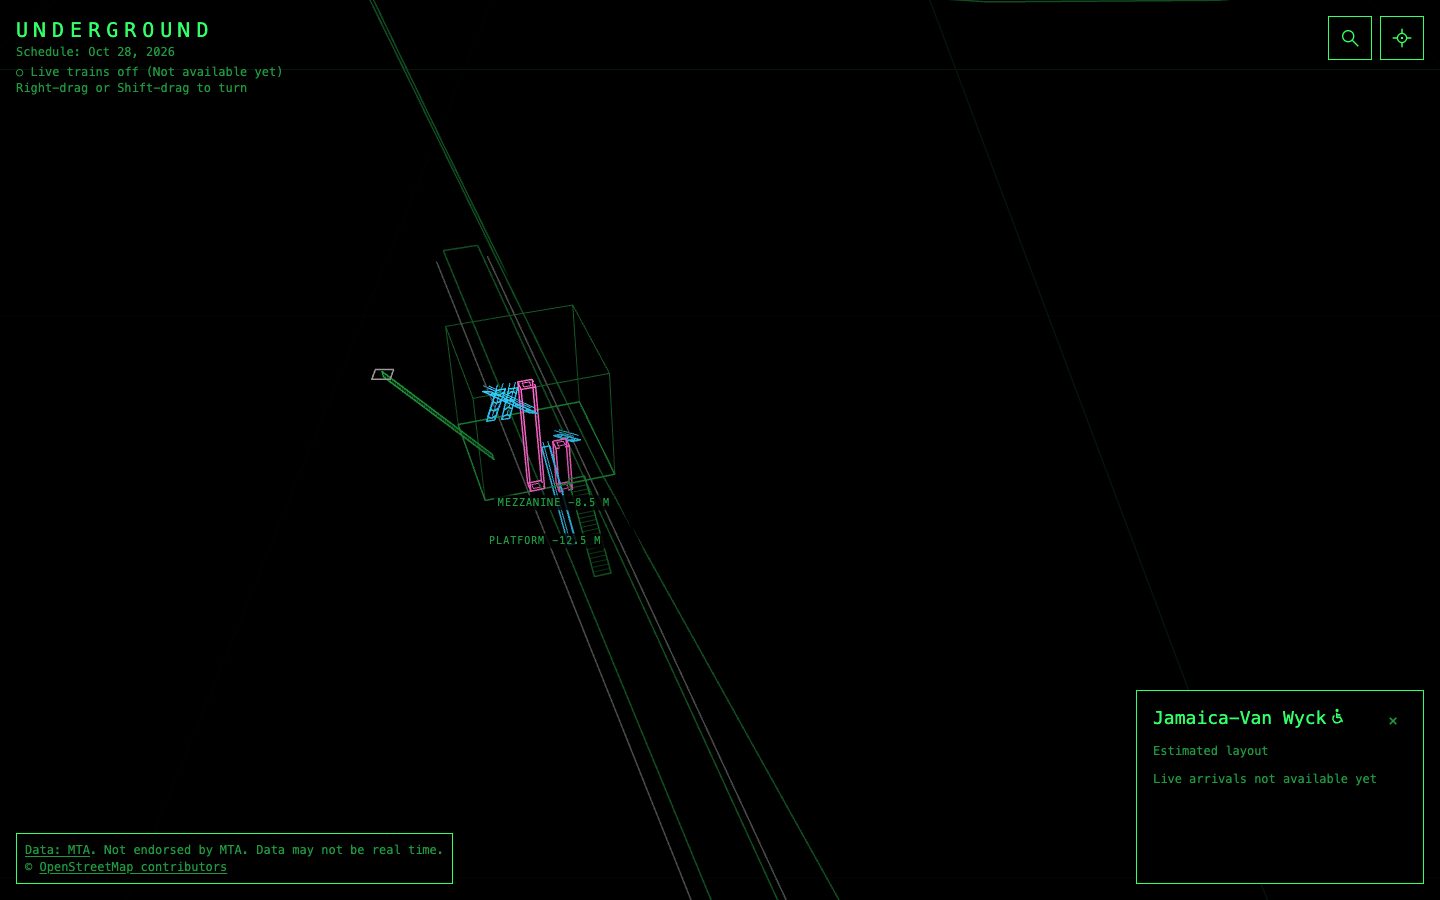 UNDERGROUND
Schedule: Oct 28, 2026
○ Live trains off (Not available yet)
Right-drag or Shift-drag to turn
MEZZANINE -8.5 M
PLATFORM -12.5 M
Jamaica-Van Wyck
×
Estimated layout
Live arrivals not available yet
Data: MTA. Not endorsed by MTA. Data may not be real time.
© OpenStreetMap contributors